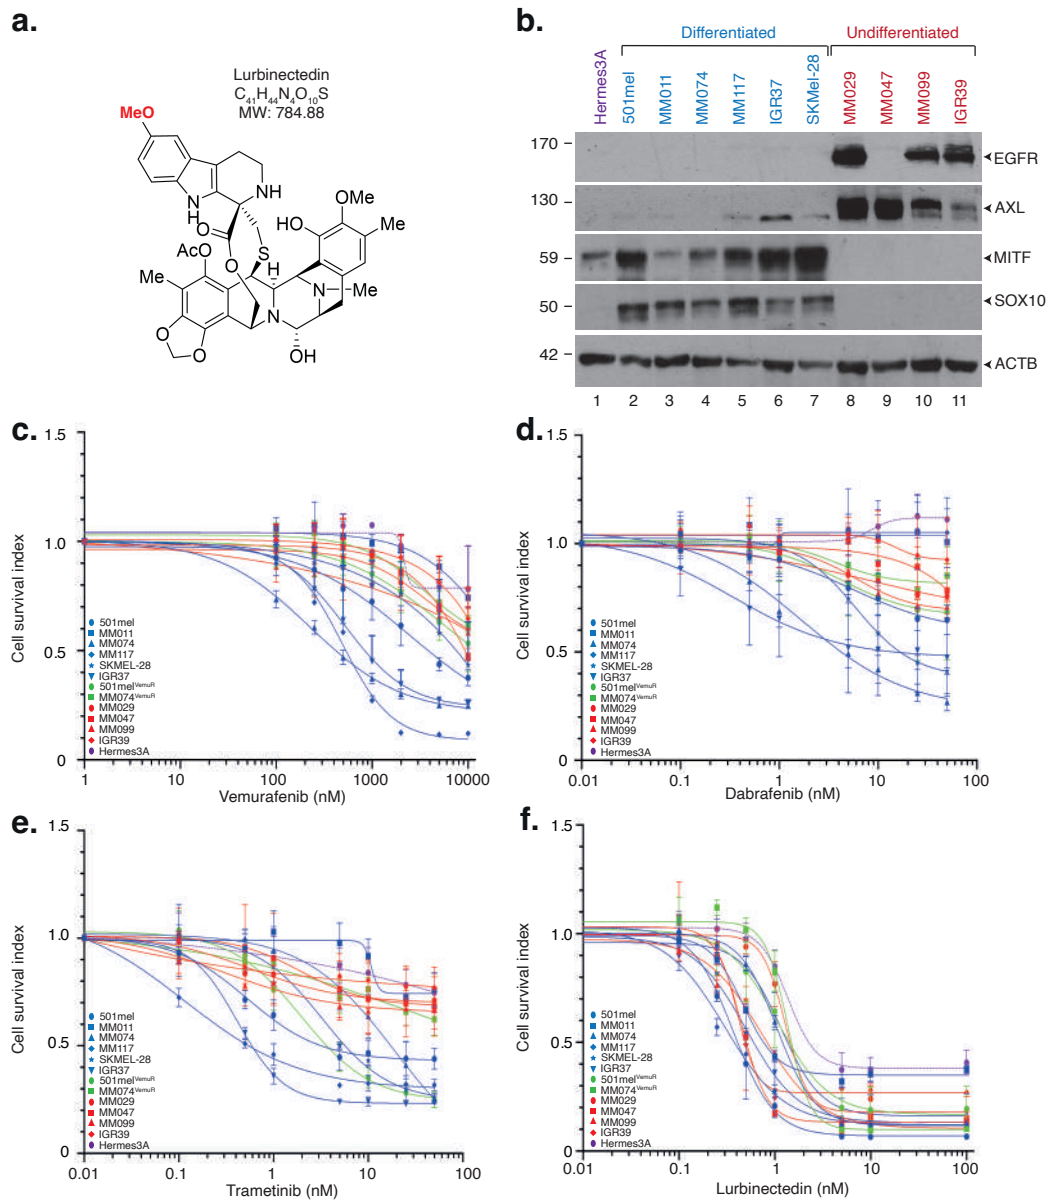 a.
Lurbinectedin
C41H44N4O10S
MW: 784.88
MeO
NH
N
H
OMe
HO
Me
O
AcO
S
O
H
Me
N
Me
N
O
O
OH
b.
Differentiated
Undifferentiated
Hermes3A
501mel
MM011
MM074
MM117
IGR37
SKMel-28
MM029
MM047
MM099
IGR39
170
EGFR
130
AXL
59
MITF
50
SOX10
42
ACTB
1 2 3 4 5 6 7 8 9 10 11
c.
1.5
1.0
0.5
0
Cell survival index
501mel
MM011
MM074
MM117
SKMEL-28
IGR37
501melVemuR
MM074VemuR
MM029
MM047
MM099
IGR39
Hermes3A
1 10 100 1000 10000
Vemurafenib (nM)
d.
1.5
1.0
0.5
0
Cell survival index
501mel
MM011
MM074
MM117
SKMEL-28
IGR37
501melVemuR
MM074VemuR
MM029
MM047
MM099
IGR39
Hermes3A
0.01 0.1 1 10 100
Dabrafenib (nM)
e.
1.5
1.0
0.5
0
Cell survival index
501mel
MM011
MM074
MM117
SKMEL-28
IGR37
501melVemuR
MM074VemuR
MM029
MM047
MM099
IGR39
Hermes3A
0.01 0.1 1 10 100
Trametinib (nM)
f.
1.5
1.0
0.5
0
Cell survival index
501mel
MM011
MM074
MM117
SKMEL-28
IGR37
501melVemuR
MM074VemuR
MM029
MM047
MM099
IGR39
Hermes3A
0.01 0.1 1 10 100
Lurbinectedin (nM)